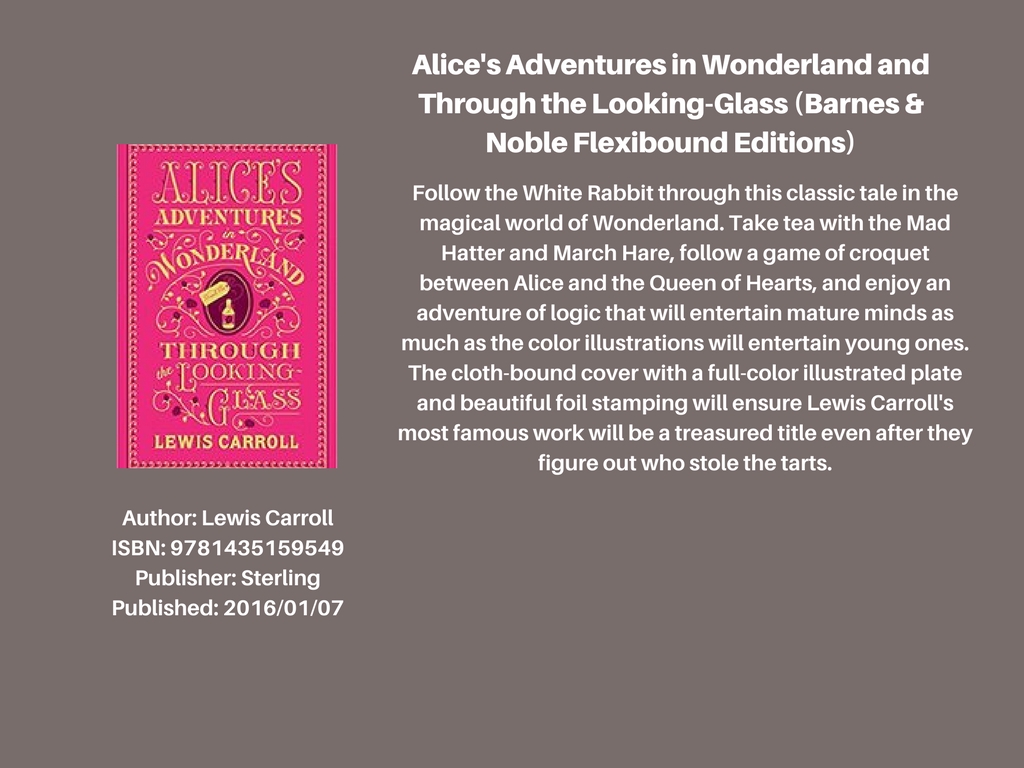 Alice's Adventures in Wonderland and
Through the Looking-Glass (Barnes &
Noble Flexibound Editions)
Follow the White Rabbit through this classic tale in the
magical world of Wonderland. Take tea with the Mad
Hatter and March Hare, follow a game of croquet
between Alice and the Queen of Hearts, and enjoy an
adventure of logic that will entertain mature minds as
much as the color illustrations will entertain young ones.
The cloth-bound cover with a full-color illustrated plate
and beautiful foil stamping will ensure Lewis Carroll's
most famous work will be a treasured title even after they
figure out who stole the tarts.
ALICE'S
ADVENTURES
in
WONDERLAND
THROUGH
the LOOKING-
GLASS
LEWIS CARROLL
Author: Lewis Carroll
ISBN: 9781435159549
Publisher: Sterling
Published: 2016/01/07